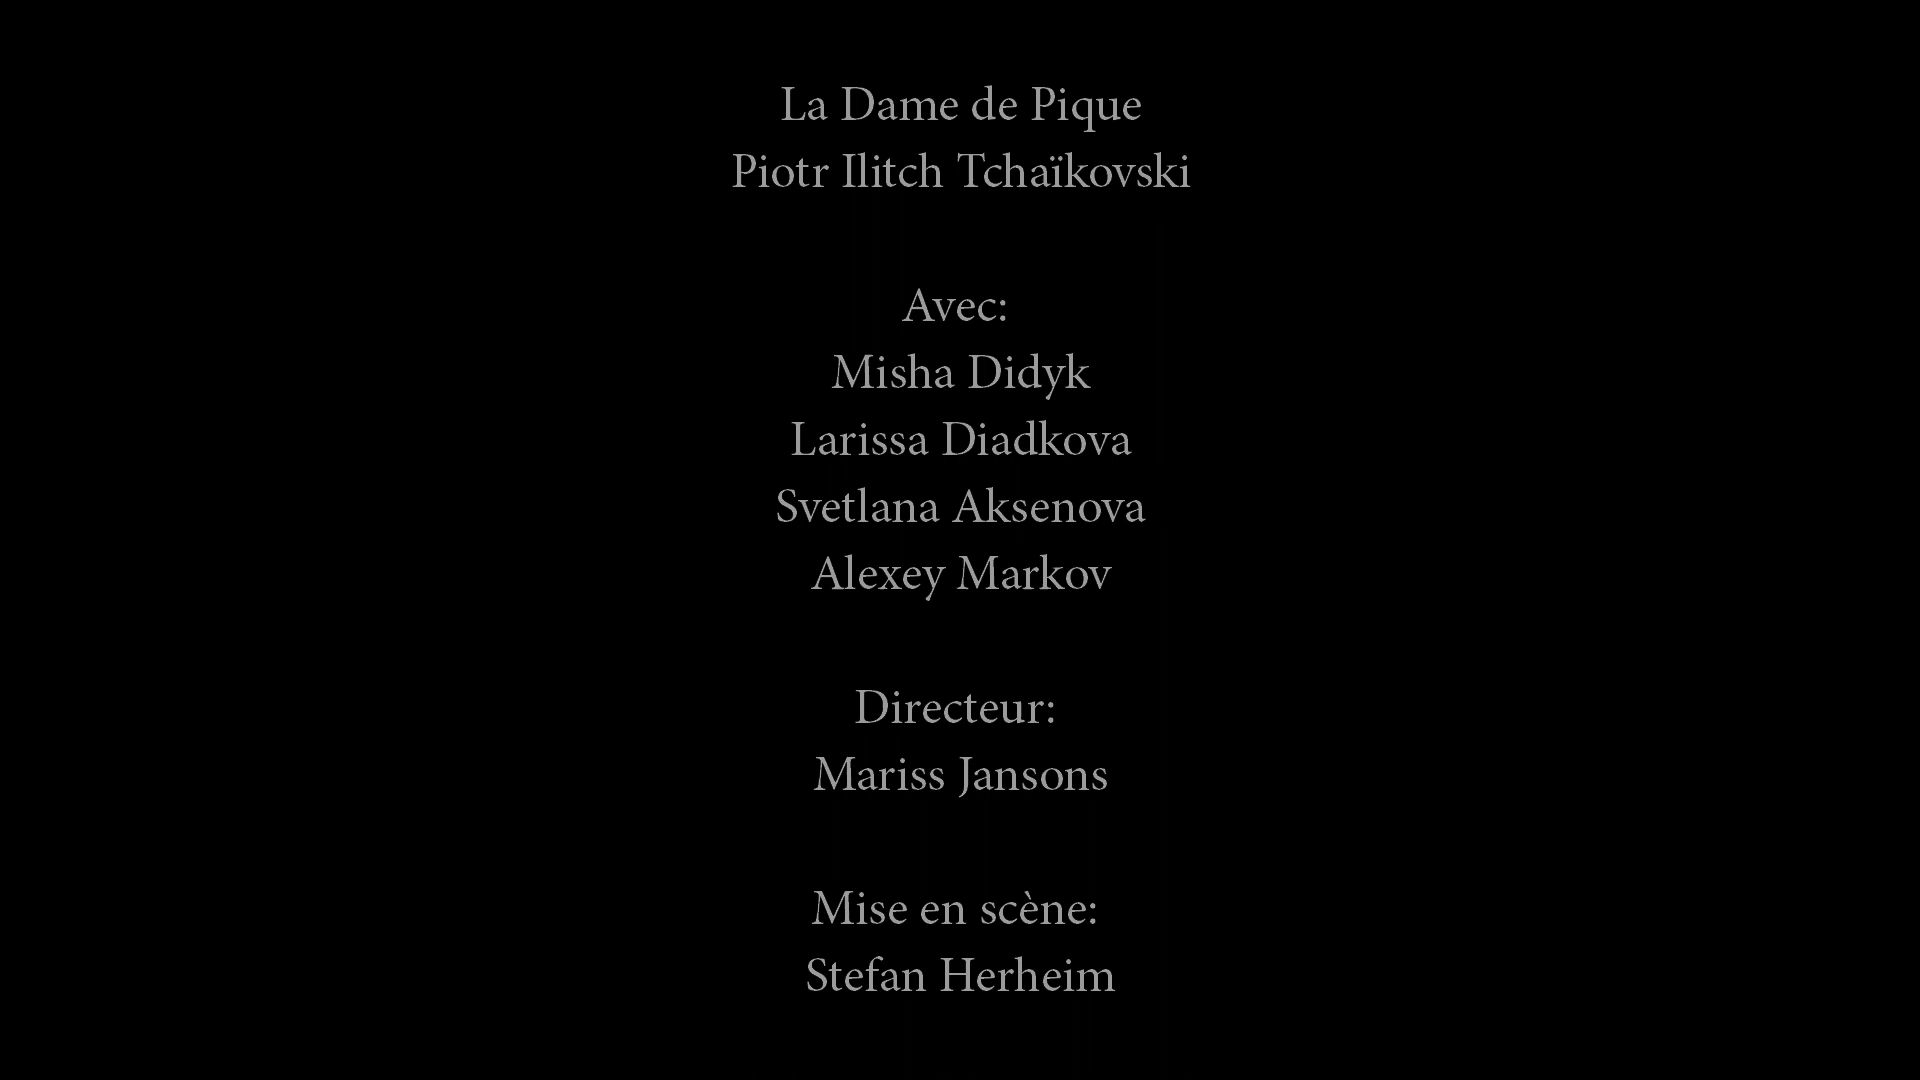 La Dame de Pique
Piotr Ilitch Tchaïkovski
Avec:
Misha Didyk
Larissa Diadkova
Svetlana Aksenova
Alexey Markov
Directeur:
Mariss Jansons
Mise en scène:
Stefan Herheim